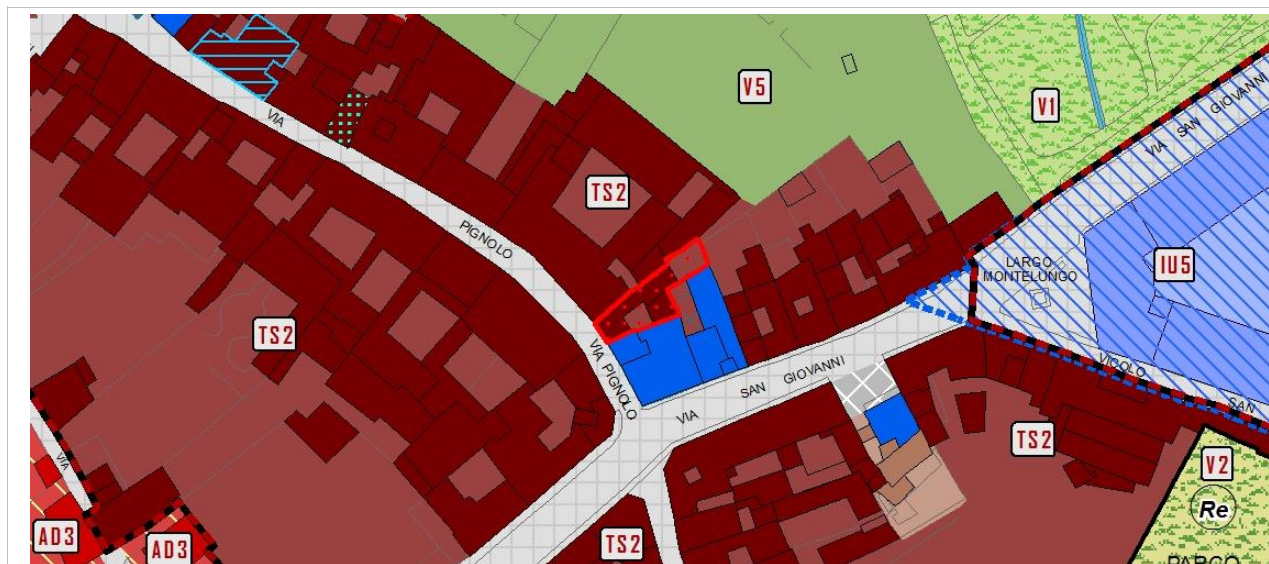 V5
V1
VIA SAN GIOVANNI
VIA
TS2
PIGNOLO
LARGO
MONTELUNGO
IU5
TS2
VIA PIGNOLO
VIA SAN GIOVANNI
VICOLO SAN
TS2
V2
VIA
Re
AD3
AD3
TS2
PARCO